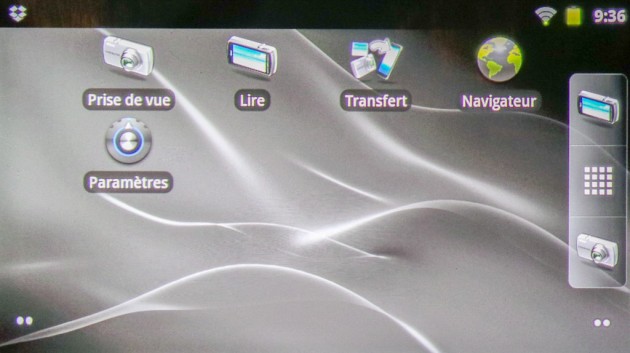 9:36
Prise de vue
Lire
Transfert
Navigateur
Paramètres